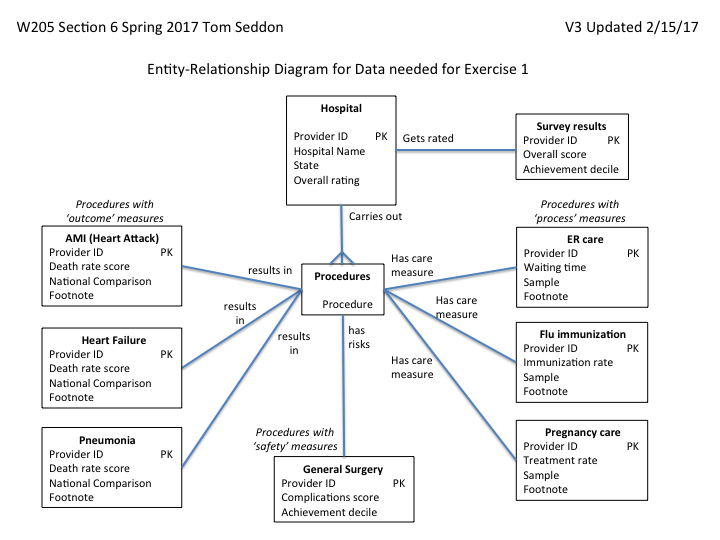 W205 Section 6 Spring 2017 Tom Seddon
V3 Updated 2/15/17
Entity-Relationship Diagram for Data needed for Exercise 1
Hospital
Provider ID PK
Hospital Name
State
Overall rating
Gets rated
Survey results
Provider ID PK
Overall score
Achievement decile
Carries out
Procedures with
‘outcome’ measures
AMI (Heart Attack)
Provider ID PK
Death rate score
National Comparison
Footnote
results in
Procedures
Procedure
Has care
measure
Procedures with
‘process’ measures
ER care
Provider ID PK
Waiting time
Sample
Footnote
Heart Failure
Provider ID PK
Death rate score
National Comparison
Footnote
results
in
results
in
has
risks
Has care
measure
Has care
measure
Flu immunization
Provider ID PK
Immunization rate
Sample
Footnote
Pneumonia
Provider ID PK
Death rate score
National Comparison
Footnote
Procedures with
‘safety’ measures
General Surgery
Provider ID PK
Complications score
Achievement decile
Pregnancy care
Provider ID PK
Treatment rate
Sample
Footnote